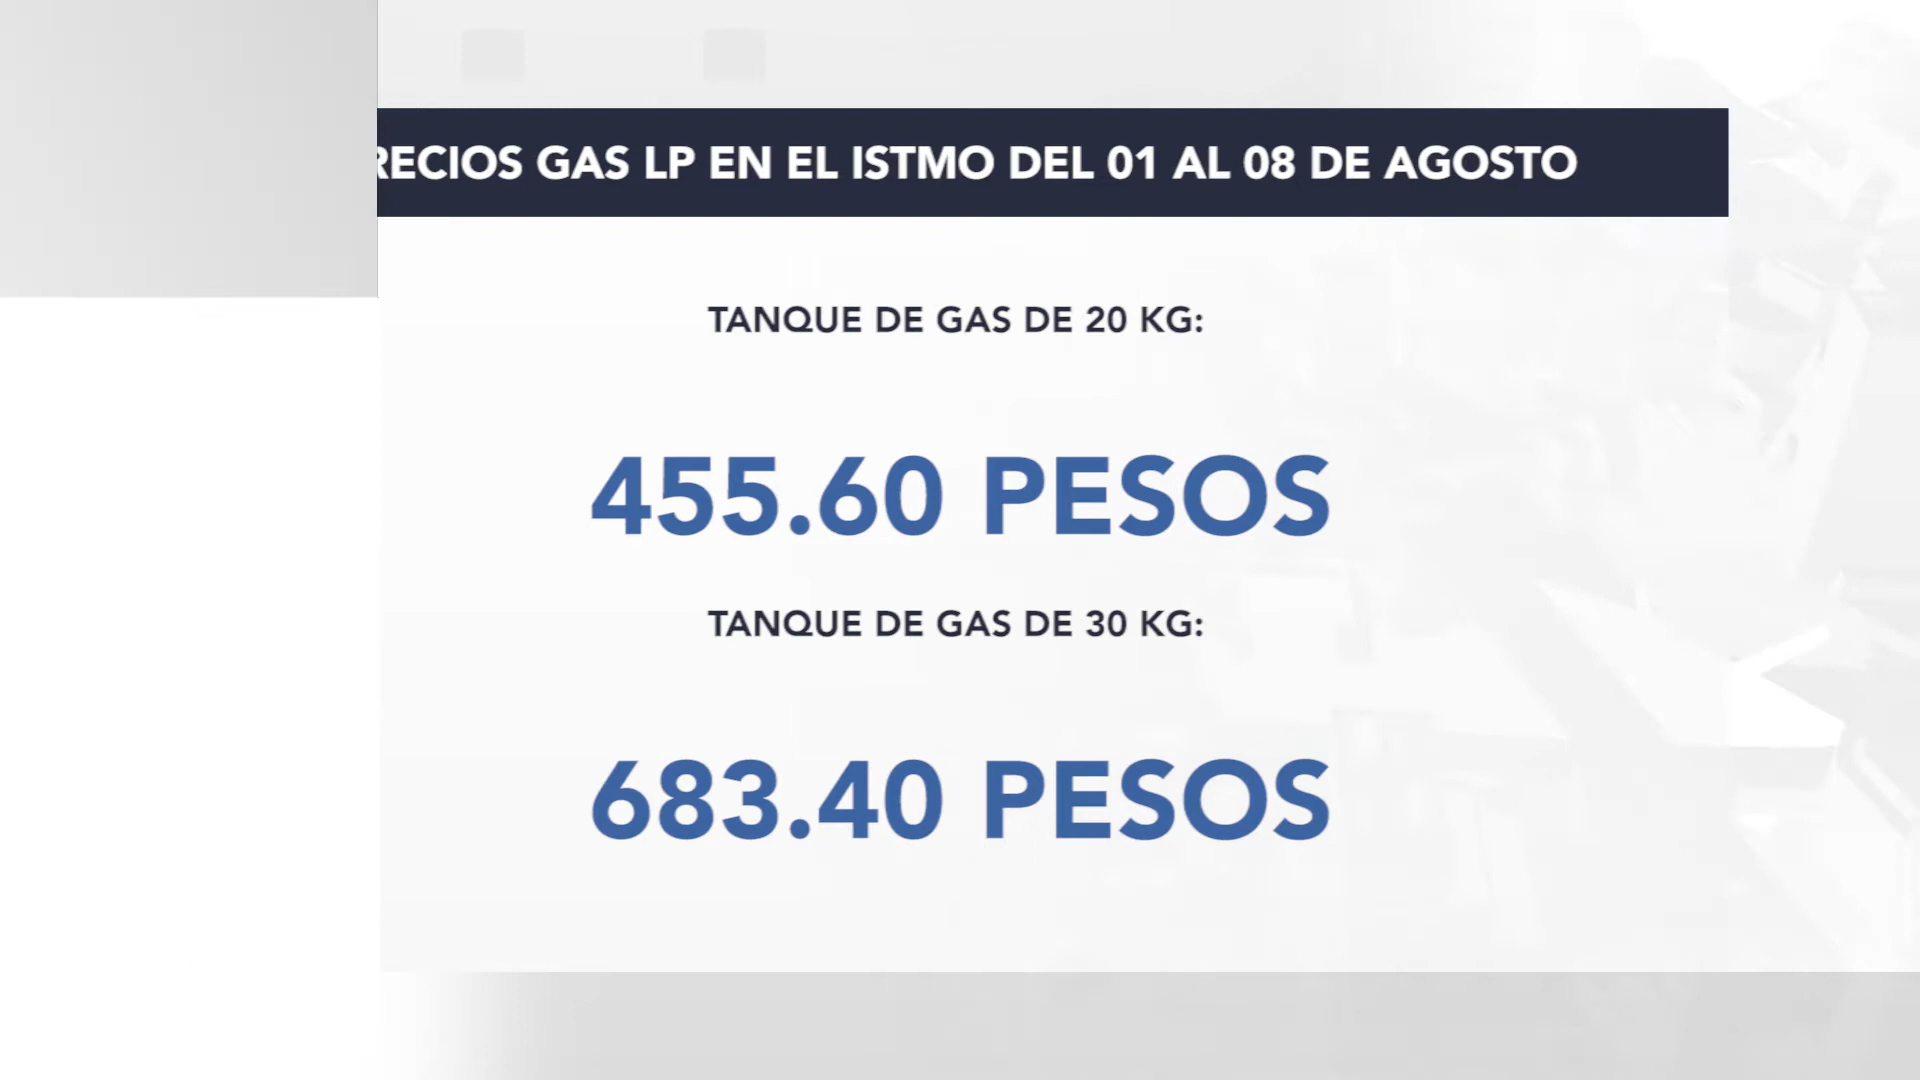 RECIOS GAS LP EN EL ISTMO DEL 01 AL 08 DE AGOSTO
TANQUE DE GAS DE 20 KG:
455.60 PESOS
TANQUE DE GAS DE 30 KG:
683.40 PESOS